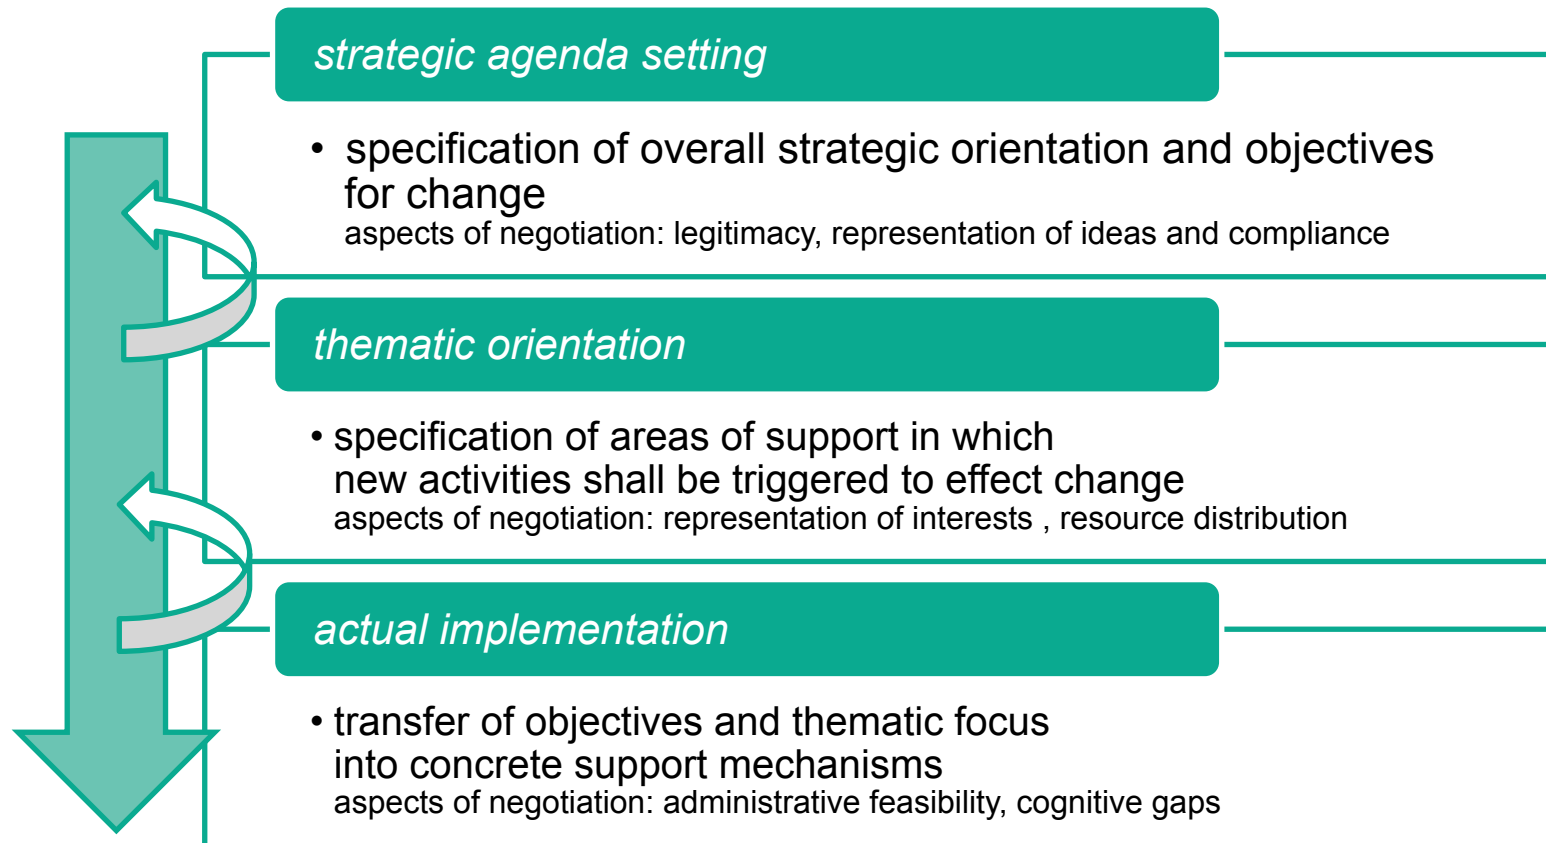 strategic agenda setting
• specification of overall strategic orientation and objectives
for change
aspects of negotiation: legitimacy, representation of ideas and compliance
thematic orientation
• specification of areas of support in which
new activities shall be triggered to effect change
aspects of negotiation: representation of interests , resource distribution
actual implementation
• transfer of objectives and thematic focus
into concrete support mechanisms
aspects of negotiation: administrative feasibility, cognitive gaps